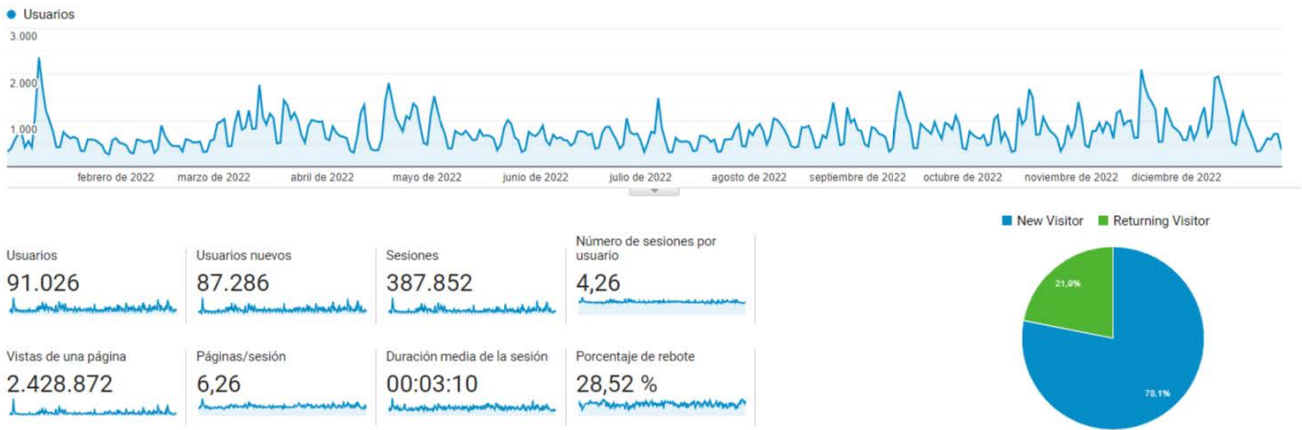 Usuarios
3.000
2.000
1.000
febrero de 2022 marzo de 2022 abril de 2022 mayo de 2022 junio de 2022 julio de 2022 agosto de 2022 septiembre de 2022 octubre de 2022 noviembre de 2022 diciembre de 2022
New Visitor Returning Visitor
Usuarios
91.026
Usuarios nuevos
87.286
Sesiones
387.852
Número de sesiones por
usuario
4,26
Vistas de una página
2.428.872
Páginas/sesión
6,26
Duración media de la sesión
00:03:10
Porcentaje de rebote
28,52 %
21,9%
78,1%